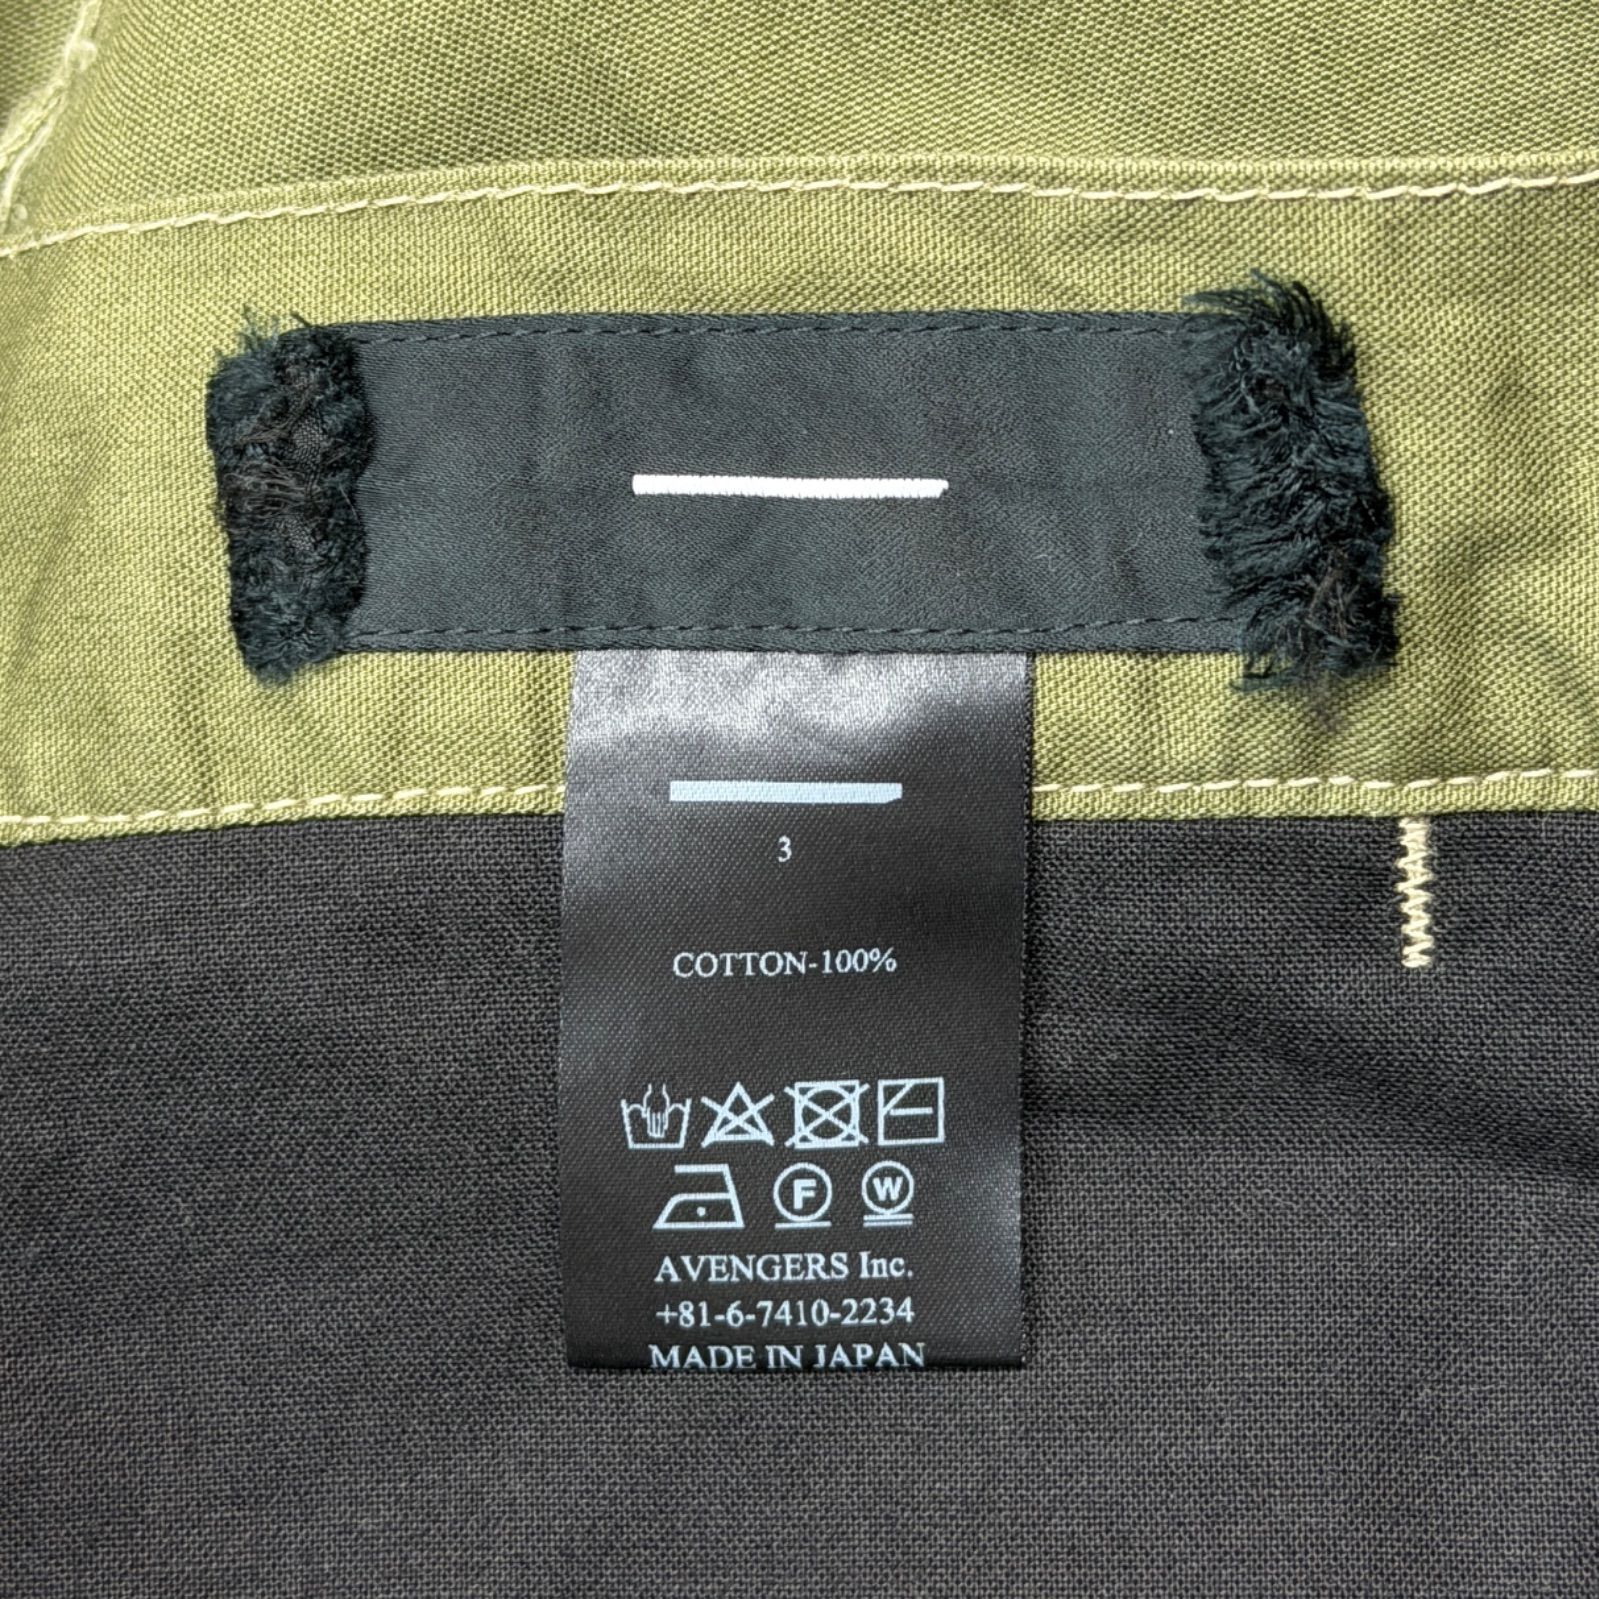 3
COTTON-100%
F W
AVENGERS Inc.
+81-6-7410-2234
MADE IN JAPAN